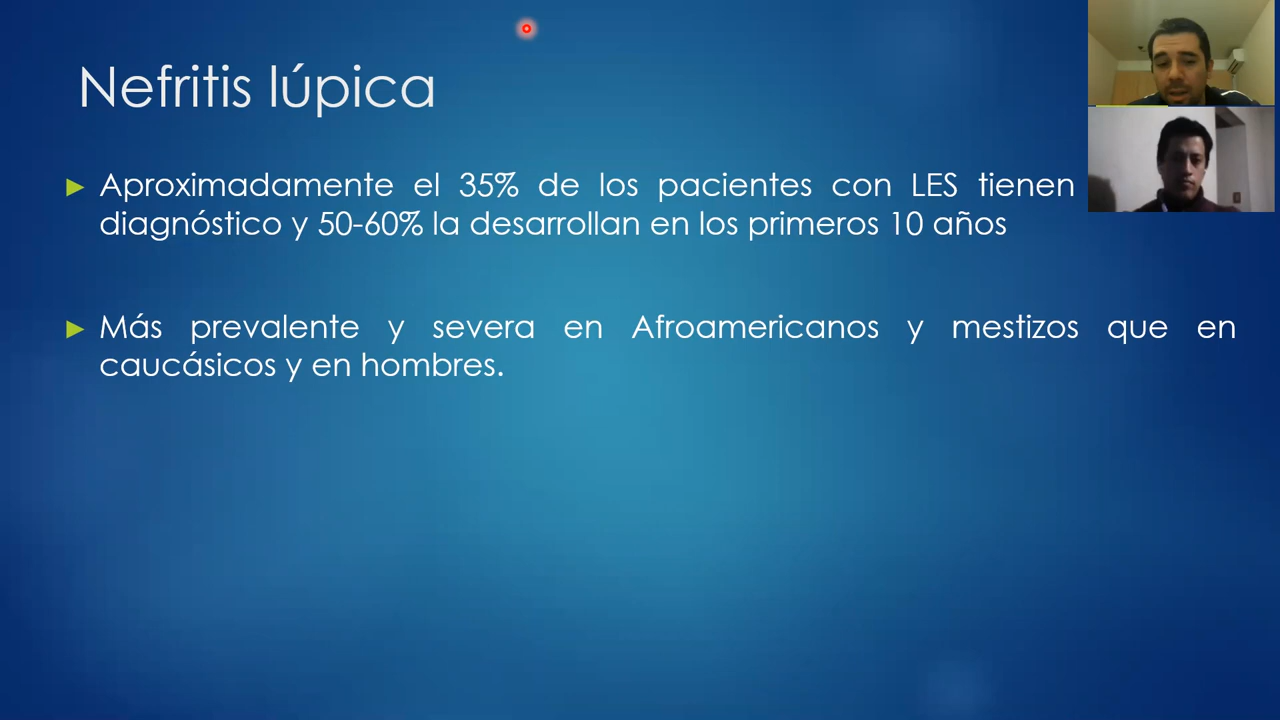 Nefritis lúpica
Aproximadamente el 35% de los pacientes con LES tienen
diagnóstico y 50-60% la desarrollan en los primeros 10 años
Más prevalente y severa en Afroamericanos y mestizos que en
caucásicos y en hombres.